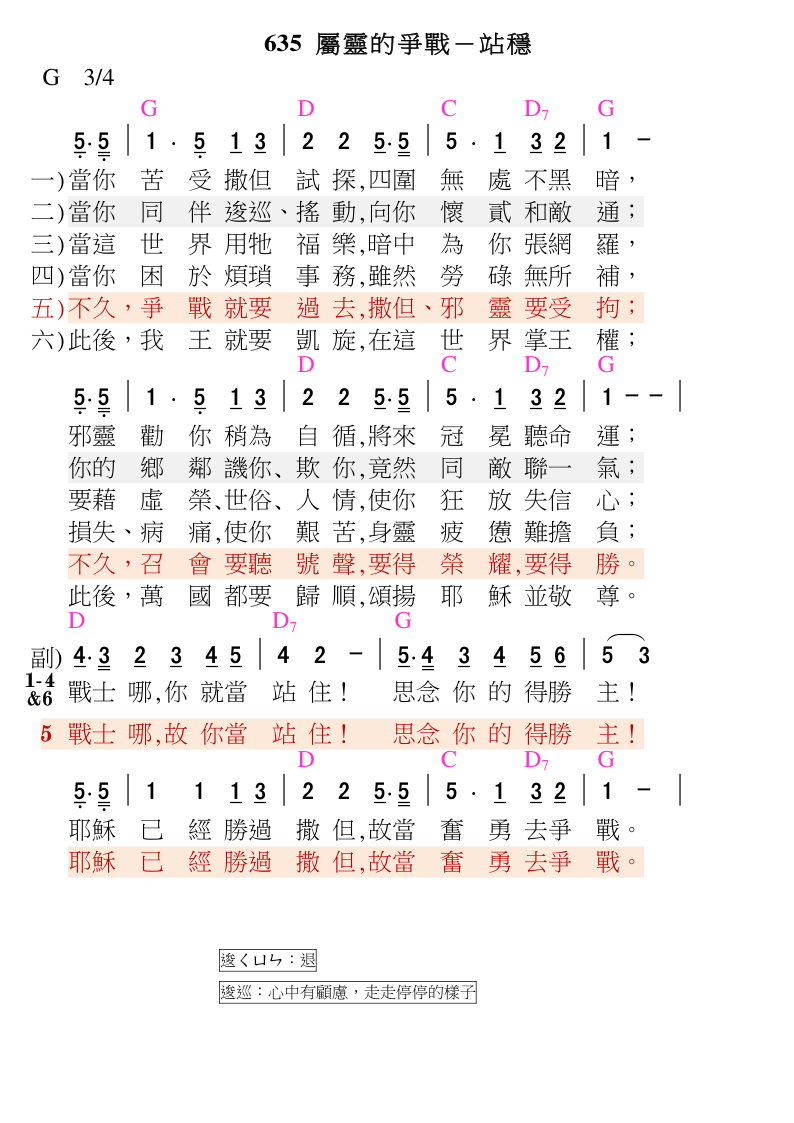 635 屬靈的爭戰－站穩
G 3/4
G D C D7 G
5· 5 | 1 · 5 1 3 | 2 2 5· 5 | 5 · 1 3 2 | 1 －
一)當你 苦 受 撒但 試 探,四圍 無 處 不黑 暗，
二)當你 同 伴 逡巡、搖 動,向你 懷 貳 和敵 通；
三)當這 世 界 用牠 福 樂,暗中 為 你 張網 羅，
四)當你 困 於 煩瑣 事 務,雖然 勞 碌 無所 補，
五)不久，爭 戰 就要 過 去,撒但、邪 靈 要受 拘；
六)此後，我 王 就要 凱 旋,在這 世 界 掌王 權；
D C D7 G
5· 5 | 1 · 5 1 3 | 2 2 5· 5 | 5 · 1 3 2 | 1 － － |
邪靈 勸 你 稍為 自 循,將來 冠 冕 聽命 運；
你的 鄉 鄰 譏你、欺 你,竟然 同 敵 聯一 氣；
要藉 虛 榮、世俗、人 情,使你 狂 放 失信 心；
損失、病 痛,使你 艱 苦,身靈 疲 憊 難擔 負；
不久，召 會 要聽 號 聲,要得 榮 耀,要得 勝。
此後，萬 國 都要 歸 順,頌揚 耶 穌 並敬 尊。
D D7 G
副) 4· 3 2 3 4 5 | 4 2 － | 5· 4 3 4 5 6 | 5 3
1-4 &6 戰士 哪,你 就當 站 住！ 思念 你 的 得勝 主！
5 戰士 哪,故 你當 站 住！ 思念 你 的 得勝 主！
D C D7 G
5· 5 | 1 1 1 3 | 2 2 5· 5 | 5 · 1 3 2 | 1 － |
耶穌 已 經 勝過 撒 但,故當 奮 勇 去爭 戰。
耶穌 已 經 勝過 撒 但,故當 奮 勇 去爭 戰。
逡ㄑㄩㄣ：退
逡巡：心中有顧慮，走走停停的樣子